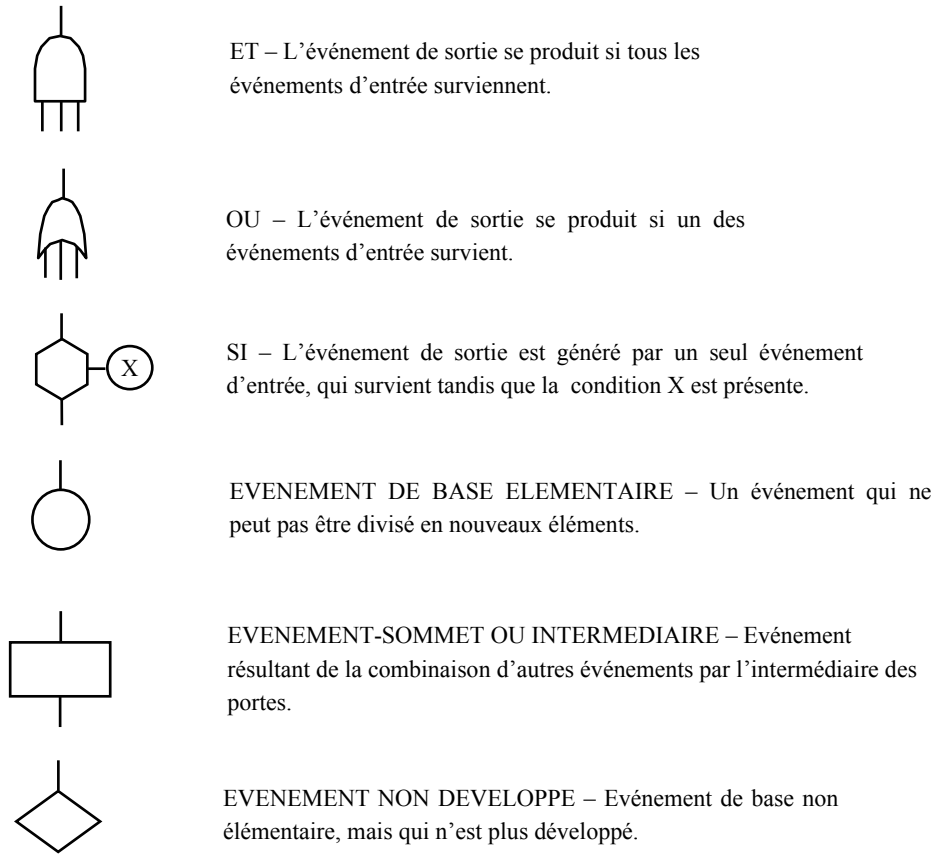 ET – L’événement de sortie se produit si tous les
événements d’entrée surviennent.
OU – L’événement de sortie se produit si un des
événements d’entrée survient.
X
SI – L’événement de sortie est généré par un seul événement
d’entrée, qui survient tandis que la condition X est présente.
EVENEMENT DE BASE ELEMENTAIRE – Un événement qui ne
peut pas être divisé en nouveaux éléments.
EVENEMENT-SOMMET OU INTERMEDIAIRE – Evénement
résultant de la combinaison d’autres événements par l’intermédiaire des
portes.
EVENEMENT NON DEVELOPPE – Evénement de base non
élémentaire, mais qui n’est plus développé.